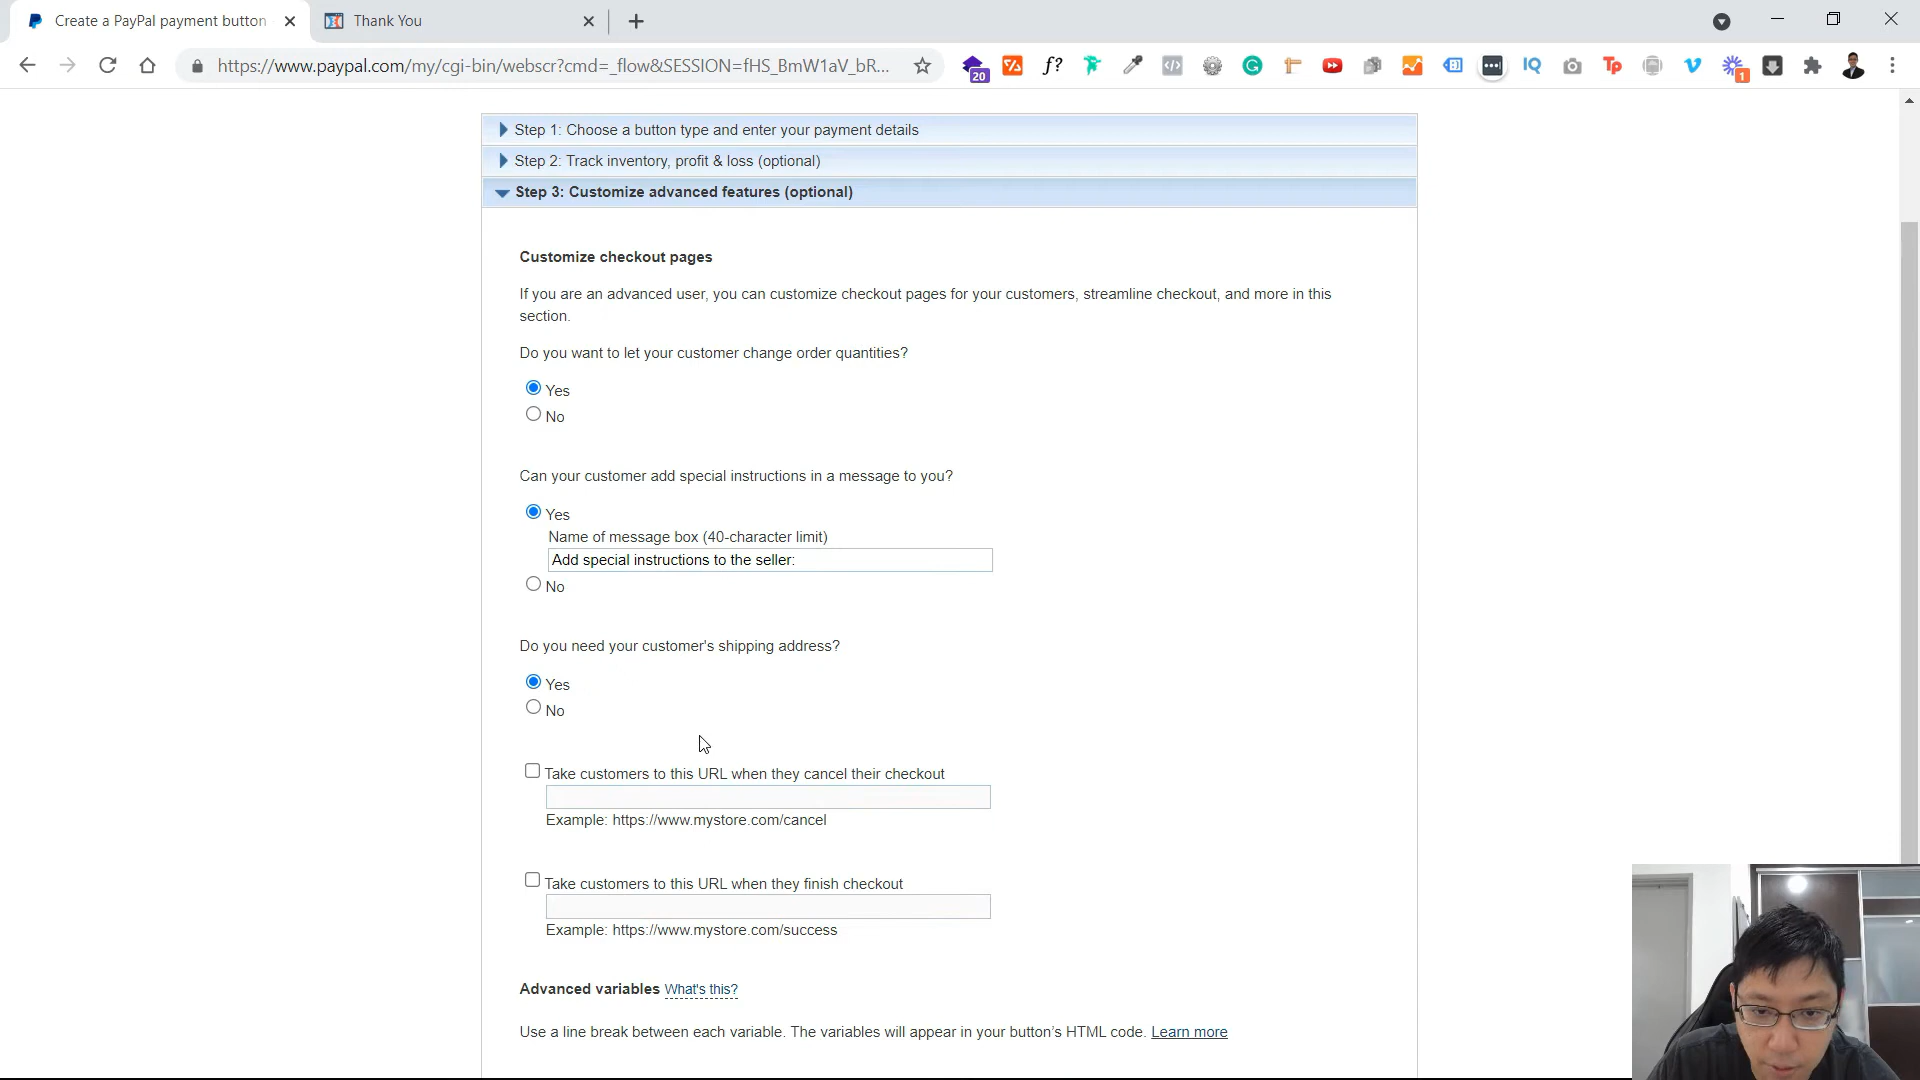 Create a PayPal payment button
Thank You
https://www.paypal.com/my/cgi-bin/webscr?cmd=_flow&SESSION=fHS_BmW1aV_bR...
20
f?
IQ
Tp
1
Step 1: Choose a button type and enter your payment details
Step 2: Track inventory, profit & loss (optional)
Step 3: Customize advanced features (optional)
Customize checkout pages
If you are an advanced user, you can customize checkout pages for your customers, streamline checkout, and more in this
section.
Do you want to let your customer change order quantities?
Yes
No
Can your customer add special instructions in a message to you?
Yes
Name of message box (40-character limit)
Add special instructions to the seller:
No
Do you need your customer's shipping address?
Yes
No
Take customers to this URL when they cancel their checkout
Example: https://www.mystore.com/cancel
Take customers to this URL when they finish checkout
Example: https://www.mystore.com/success
Advanced variables What's this?
Use a line break between each variable. The variables will appear in your button's HTML code. Learn more